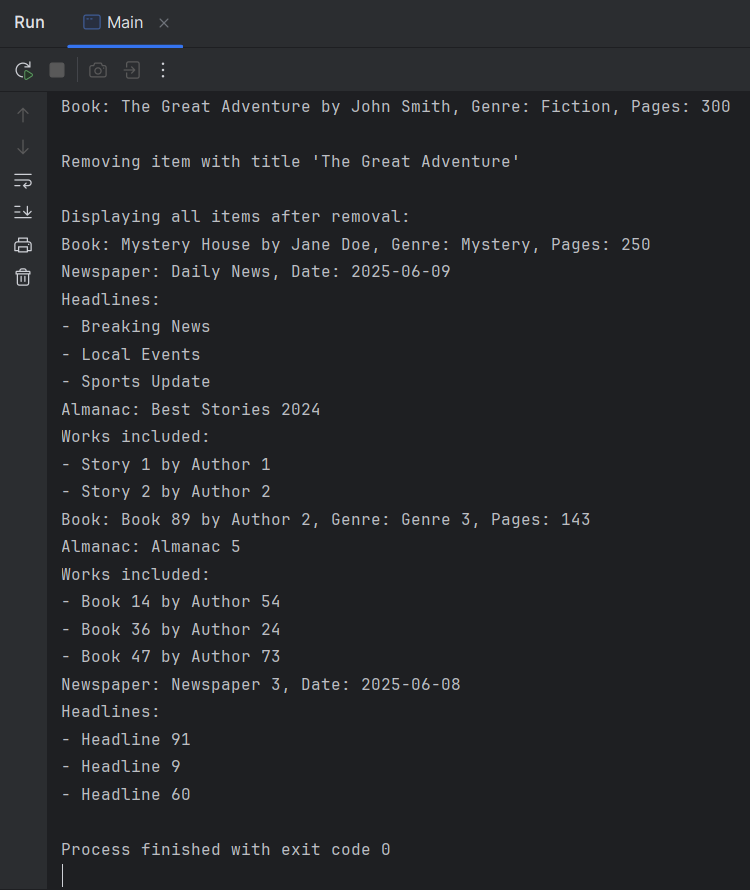 Run
Main
Book: The Great Adventure by John Smith, Genre: Fiction, Pages: 300
Removing item with title 'The Great Adventure'
Displaying all items after removal:
Book: Mystery House by Jane Doe, Genre: Mystery, Pages: 250
Newspaper: Daily News, Date: 2025-06-09
Headlines:
- Breaking News
- Local Events
- Sports Update
Almanac: Best Stories 2024
Works included:
- Story 1 by Author 1
- Story 2 by Author 2
Book: Book 89 by Author 2, Genre: Genre 3, Pages: 143
Almanac: Almanac 5
Works included:
- Book 14 by Author 54
- Book 36 by Author 24
- Book 47 by Author 73
Newspaper: Newspaper 3, Date: 2025-06-08
Headlines:
- Headline 91
- Headline 9
- Headline 60
Process finished with exit code 0